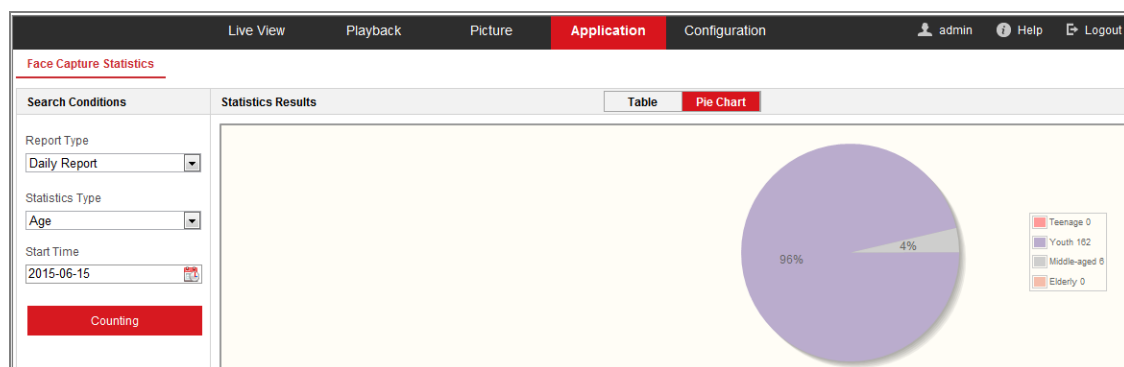 Live View Playback Picture Application Configuration admin Help Logout
Face Capture Statistics
Search Conditions
Statistics Results
Table Pie Chart
Report Type
Daily Report
Statistics Type
Age
Start Time
2015-06-15
Counting
96%
4%
Teenage 0
Youth 162
Middle-aged 6
Elderly 0